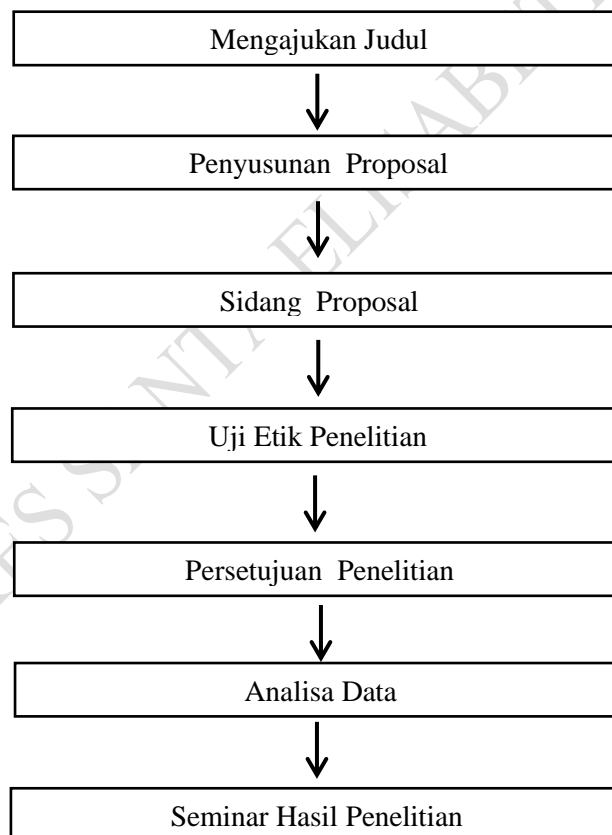 Mengajukan Judul
Penyusunan Proposal
Sidang Proposal
Uji Etik Penelitian
Persetujuan Penelitian
Analisa Data
Seminar Hasil Penelitian